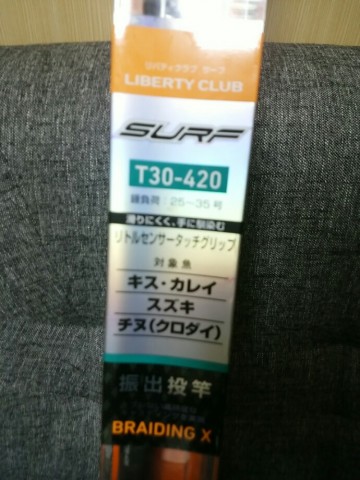 リバティクラブ サーフ
LIBERTY CLUB
SURF
T30-420
錘負荷:25～35号
滑りにくく、手に馴染む
リトルセンサータッチグリップ
対象魚
キス・カレイ
スズキ
チヌ(クロダイ)
振出投竿
BRAIDING X